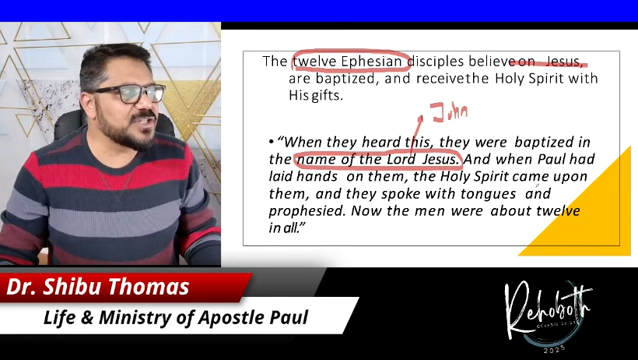 The twelve Ephesian disciples believe on Jesus,
are baptized, and receive the Holy Spirit with
His gifts.
John
• "When they heard this, they were baptized in
the name of the Lord Jesus. And when Paul had
laid hands on them, the Holy Spirit came upon
them, and they spoke with tongues and
prophesied. Now the men were about twelve
in all."
Dr. Shibu Thomas
Life & Ministry of Apostle Paul
Rehoboth
2025